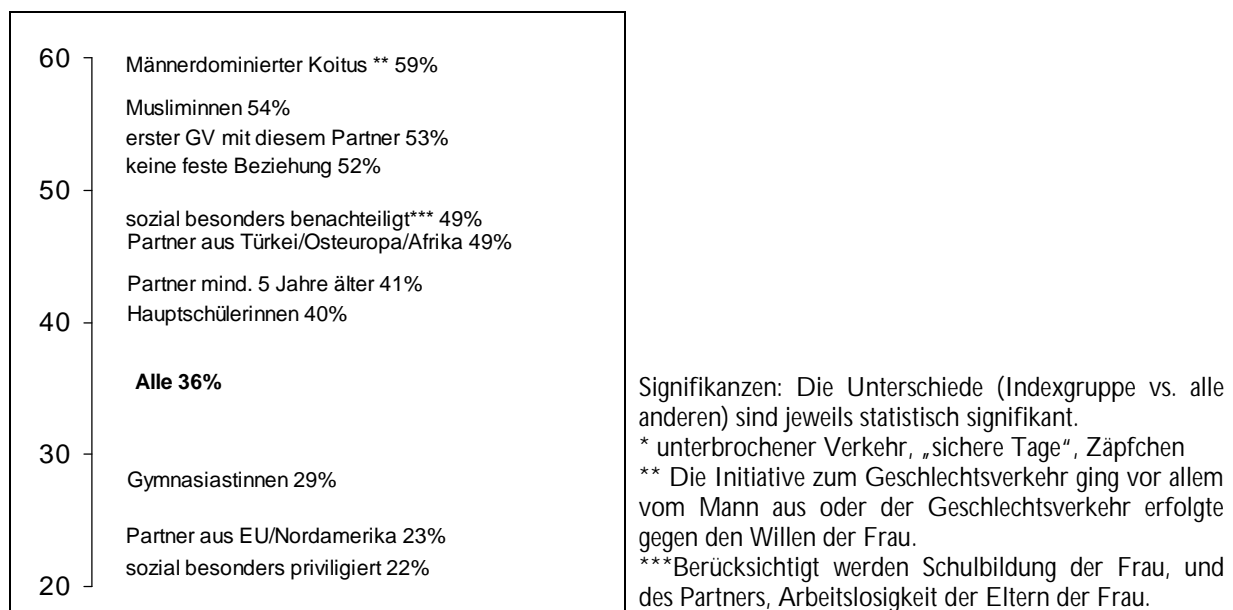 60
Männerdominierter Koitus ** 59%
Musliminnen 54%
erster GV mit diesem Partner 53%
keine feste Beziehung 52%
50
sozial besonders benachteiligt*** 49%
Partner aus Türkei/Osteuropa/Afrika 49%
Partner mind. 5 Jahre älter 41%
Hauptschülerinnen 40%
40
Alle 36%
30
Gymnasiastinnen 29%
Partner aus EU/Nordamerika 23%
sozial besonders priviligiert 22%
20
Signifikanzen: Die Unterschiede (Indexgruppe vs. alle
anderen) sind jeweils statistisch signifikant.
* unterbrochener Verkehr, „sichere Tage“, Zäpfchen
** Die Initiative zum Geschlechtsverkehr ging vor allem
vom Mann aus oder der Geschlechtsverkehr erfolgte
gegen den Willen der Frau.
***Berücksichtigt werden Schulbildung der Frau, und
des Partners, Arbeitslosigkeit der Eltern der Frau.